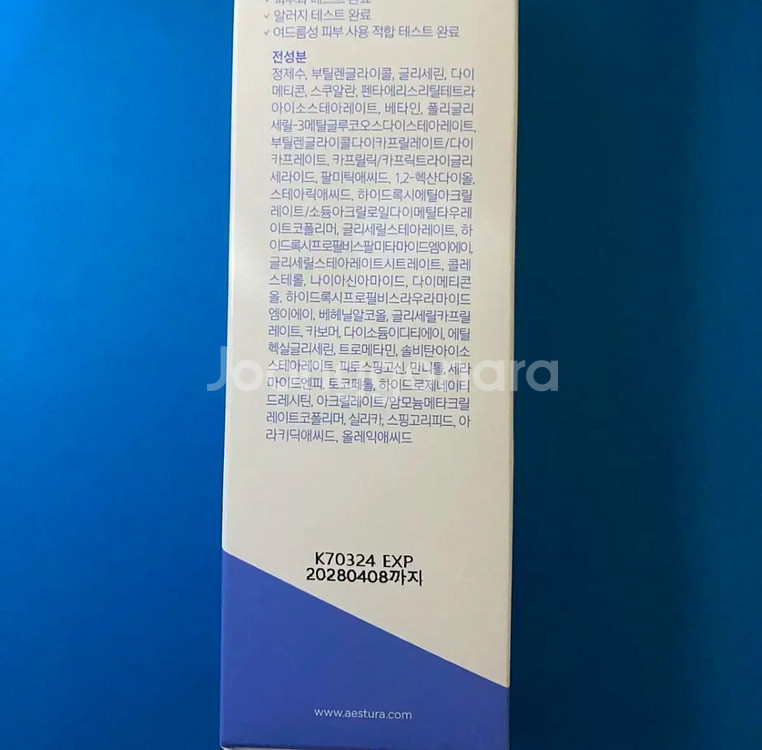 ✓ 피부과 테스트 완료
✓ 알러지 테스트 완료
✓ 여드름성 피부 사용 적합 테스트 완료
전성분
정제수, 부틸렌글라이콜, 글리세린, 다이
메티콘, 스쿠알란, 펜타에리스리틸테트라
아이소스테아레이트, 베타인, 폴리글리
세릴-3메틸글루코오스다이스테아레이트,
부틸렌글라이콜다이카프릴레이트/다이
카프레이트, 카프릴릭/카프릭트라이글리
세라이드, 팔미틱애씨드, 1,2-헥산다이올,
스테아릭애씨드, 하이드록시에틸아크릴
레이트/소듐아크릴로일다이메틸타우레
이트코폴리머, 글리세릴스테아레이트, 하
이드록시프로필비스팔미타마이드엠이에이,
글리세릴스테아레이트시트레이트, 콜레
스테롤, 나이아신아마이드, 다이메티콘
올, 하이드록시프로필비스라우라마이드
엠이에이, 베헤닐알코올, 글리세릴카프릴
레이트, 카보머, 다이소듐이디티에이, 에틸
헥실글리세린, 트로메타민, 솔비탄아이소
스테아레이트, 피토스핑고신, 만니톨, 세라
마이드엔피, 토코페롤, 하이드로제네이티
드레시틴, 아크릴레이트/암모늄메타크릴
레이트코폴리머, 실리카, 스핑고리피드, 아
라키딕애씨드, 올레익애씨드
K70324 EXP
20280408까지
www.aestura.com